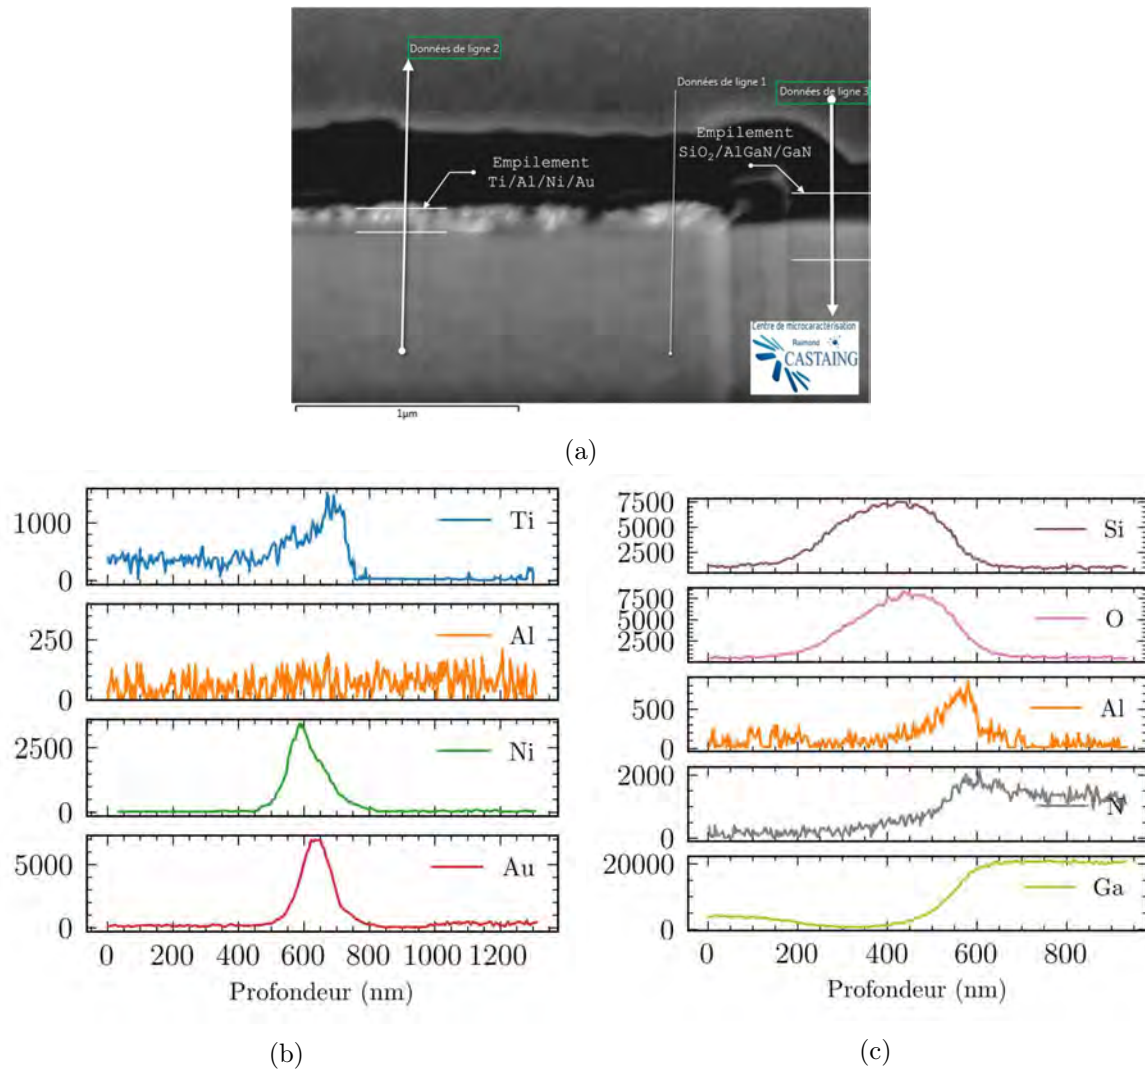 Données de ligne 2
Données de ligne 1
Données de ligne 3
Empilement
SiO₂/AlGaN/GaN
Empilement
Ti/Al/Ni/Au
Centre de microcaractérisation
Raimond
CASTAING
1µm
(a)
1000
0
Ti
250
0
Al
2500
0
Ni
5000
0
Au
0 200 400 600 800 1000 1200
Profondeur (nm)
(b)
7500
5000
2500
Si
7500
5000
2500
O
500
0
Al
2000
0
N
20000
0
Ga
0 200 400 600 800
Profondeur (nm)
(c)